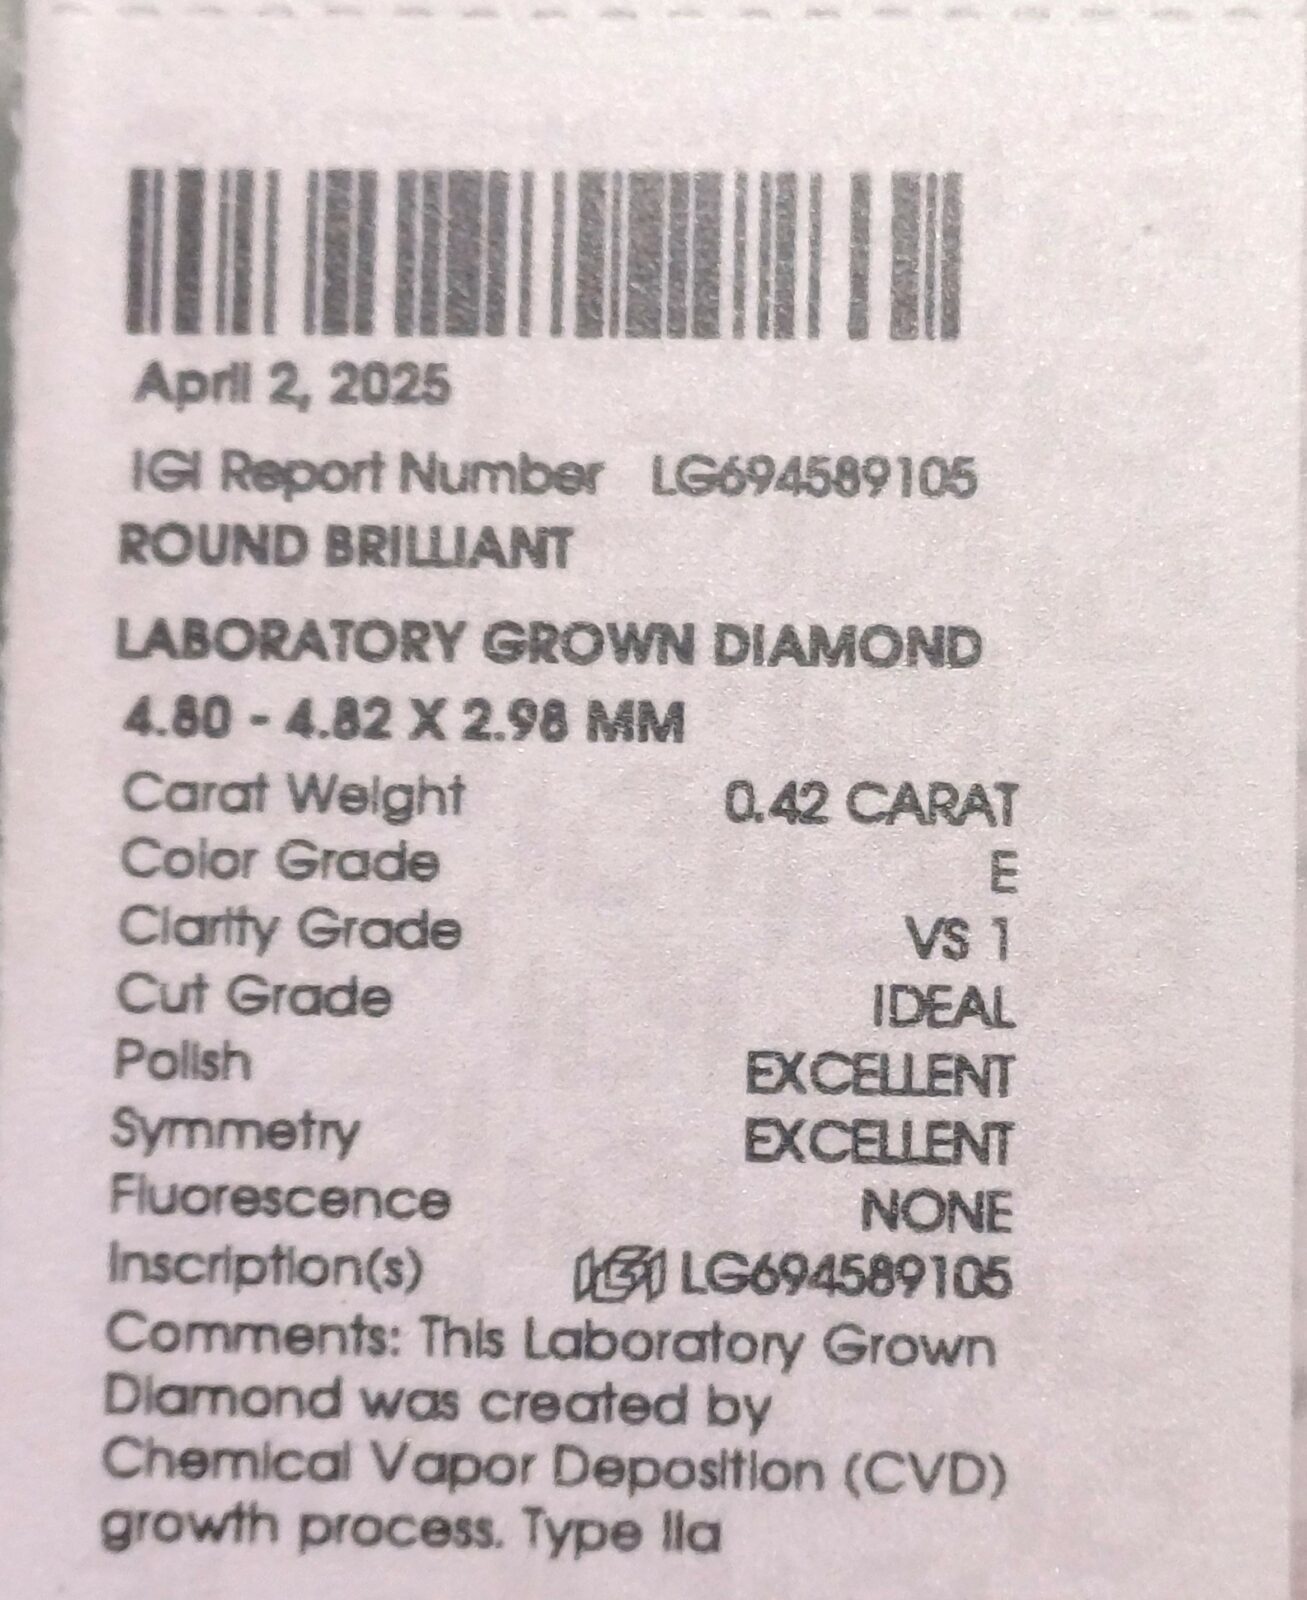 April 2, 2025
IGI Report Number LG694589105
ROUND BRILLIANT
LABORATORY GROWN DIAMOND
4.80 - 4.82 X 2.98 MM
Carat Weight 0.42 CARAT
Color Grade E
Clarity Grade VS 1
Cut Grade IDEAL
Polish EXCELLENT
Symmetry EXCELLENT
Fluorescence NONE
Inscription(s) IGI LG694589105
Comments: This Laboratory Grown
Diamond was created by
Chemical Vapor Deposition (CVD)
growth process. Type IIa